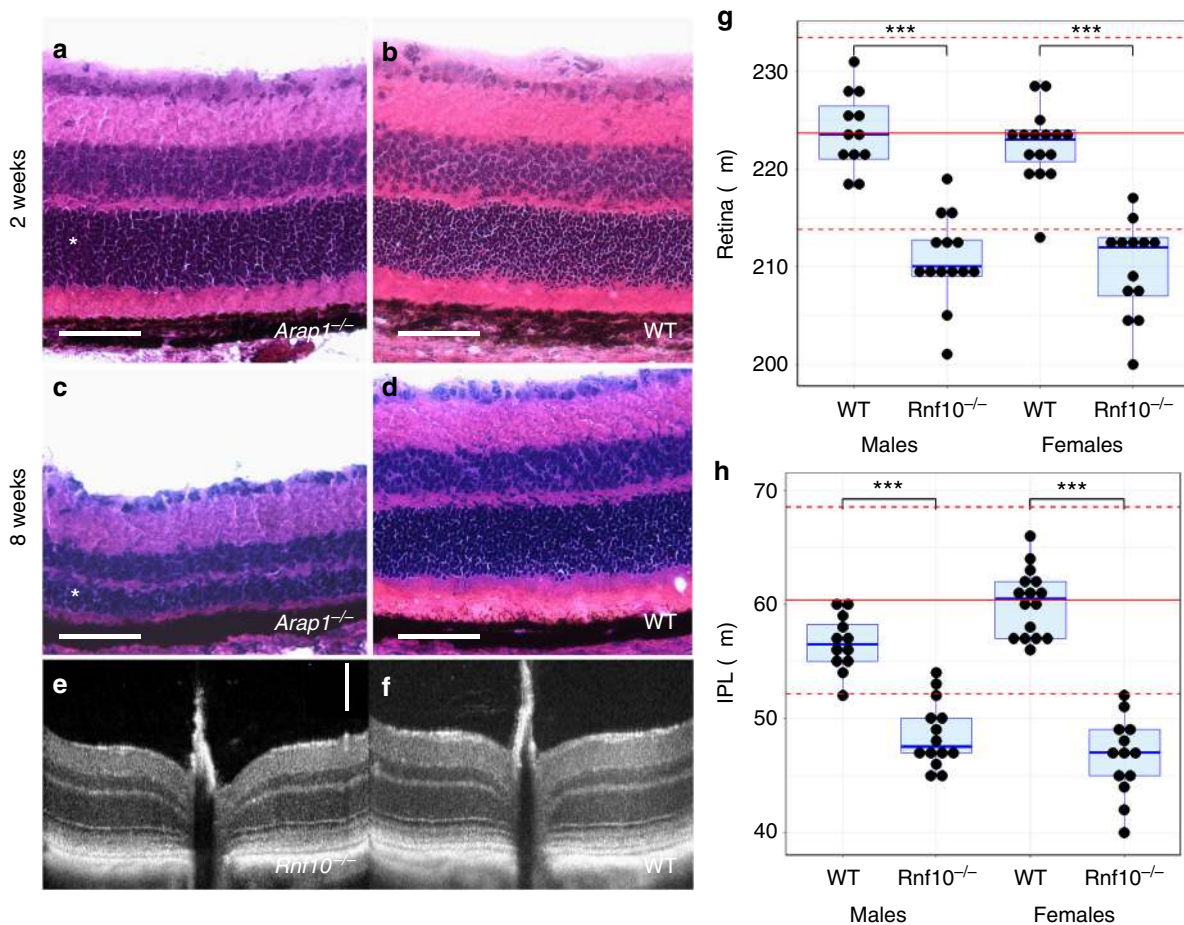 a
b
2 weeks
*
Arap1−/−
WT
c
d
8 weeks
*
Arap1−/−
WT
e
f
Rnf10−/−
WT
g
***
***
230
220
210
200
Retina ( m)
WT
Rnf10−/−
WT
Rnf10−/−
Males
Females
h
***
***
70
60
50
40
IPL ( m)
WT
Rnf10−/−
WT
Rnf10−/−
Males
Females